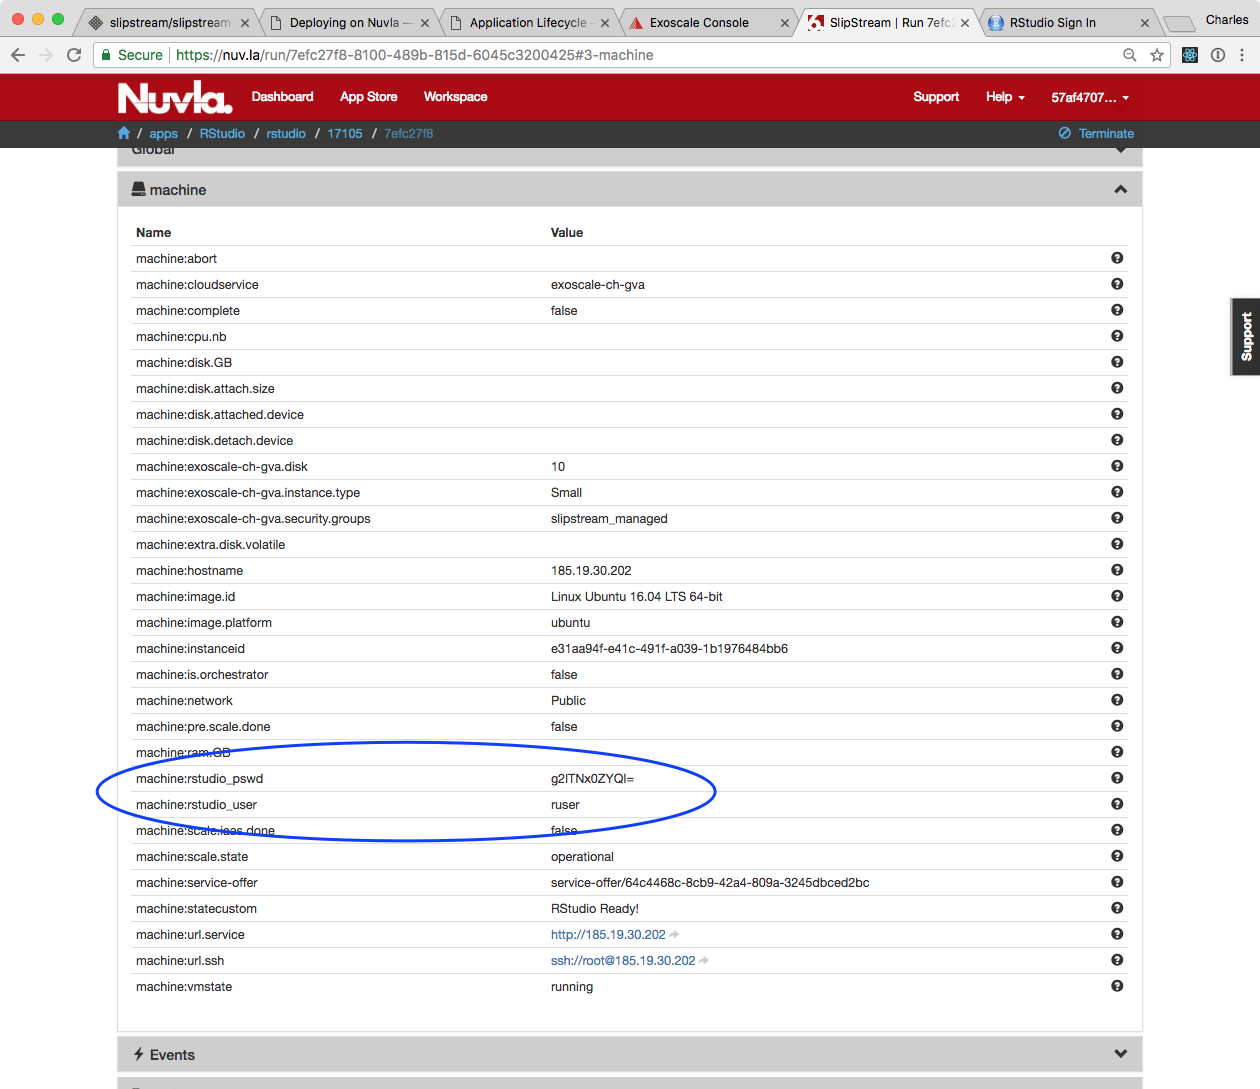 slipstream/slipstream
Deploying on Nuvla —
Application Lifecycle –
Exoscale Console
SlipStream | Run 7efc2
RStudio Sign In
Charles
Secure https://nuv.la/run/7efc27f8-8100-489b-815d-6045c3200425#3-machine
Nuvla. Dashboard App Store Workspace Support Help 57af4707...
/ apps / RStudio / rstudio / 17105 / 7efc27f8 Terminate
Global
machine
Name Value
machine:abort
machine:cloudservice exoscale-ch-gva
machine:complete false
machine:cpu.nb
machine:disk.GB
machine:disk.attach.size
machine:disk.attached.device
machine:disk.detach.device
machine:exoscale-ch-gva.disk 10
machine:exoscale-ch-gva.instance.type Small
machine:exoscale-ch-gva.security.groups slipstream_managed
machine:extra.disk.volatile
machine:hostname 185.19.30.202
machine:image.id Linux Ubuntu 16.04 LTS 64-bit
machine:image.platform ubuntu
machine:instanceid e31aa94f-e41c-491f-a039-1b1976484bb6
machine:is.orchestrator false
machine:network Public
machine:pre.scale.done false
machine:ram.GB
machine:rstudio_pswd g2lTNx0ZYQI=
machine:rstudio_user ruser
machine:scale.iaas.done false
machine:scale.state operational
machine:service-offer service-offer/64c4468c-8cb9-42a4-809a-3245dbced2bc
machine:statecustom RStudio Ready!
machine:url.service http://185.19.30.202
machine:url.ssh ssh://root@185.19.30.202
machine:vmstate running
Events
Support